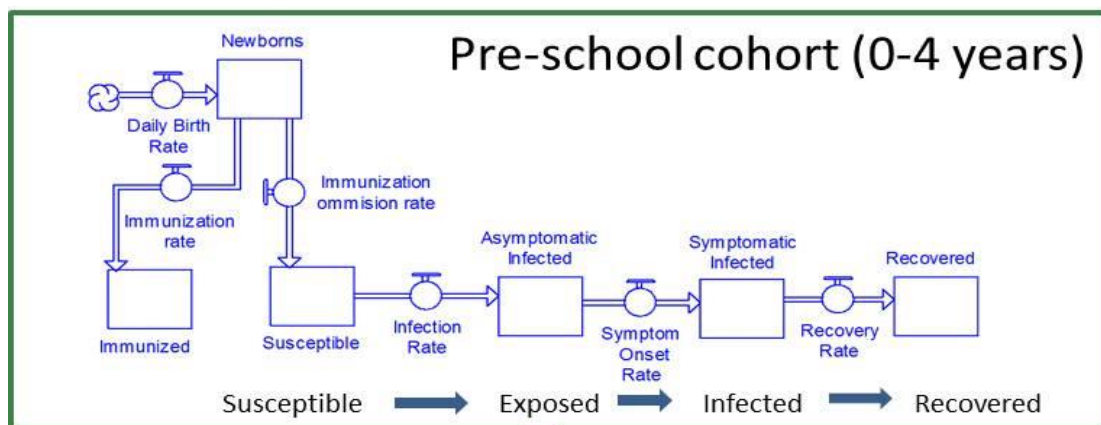 Pre-school cohort (0-4 years)
Newborns
Daily Birth
Rate
Immunization
rate
Immunization
ommision rate
Immunized
Susceptible
Infection
Rate
Asymptomatic
Infected
Symptom
Onset
Rate
Symptomatic
Infected
Recovery
Rate
Recovered
Susceptible
Exposed
Infected
Recovered